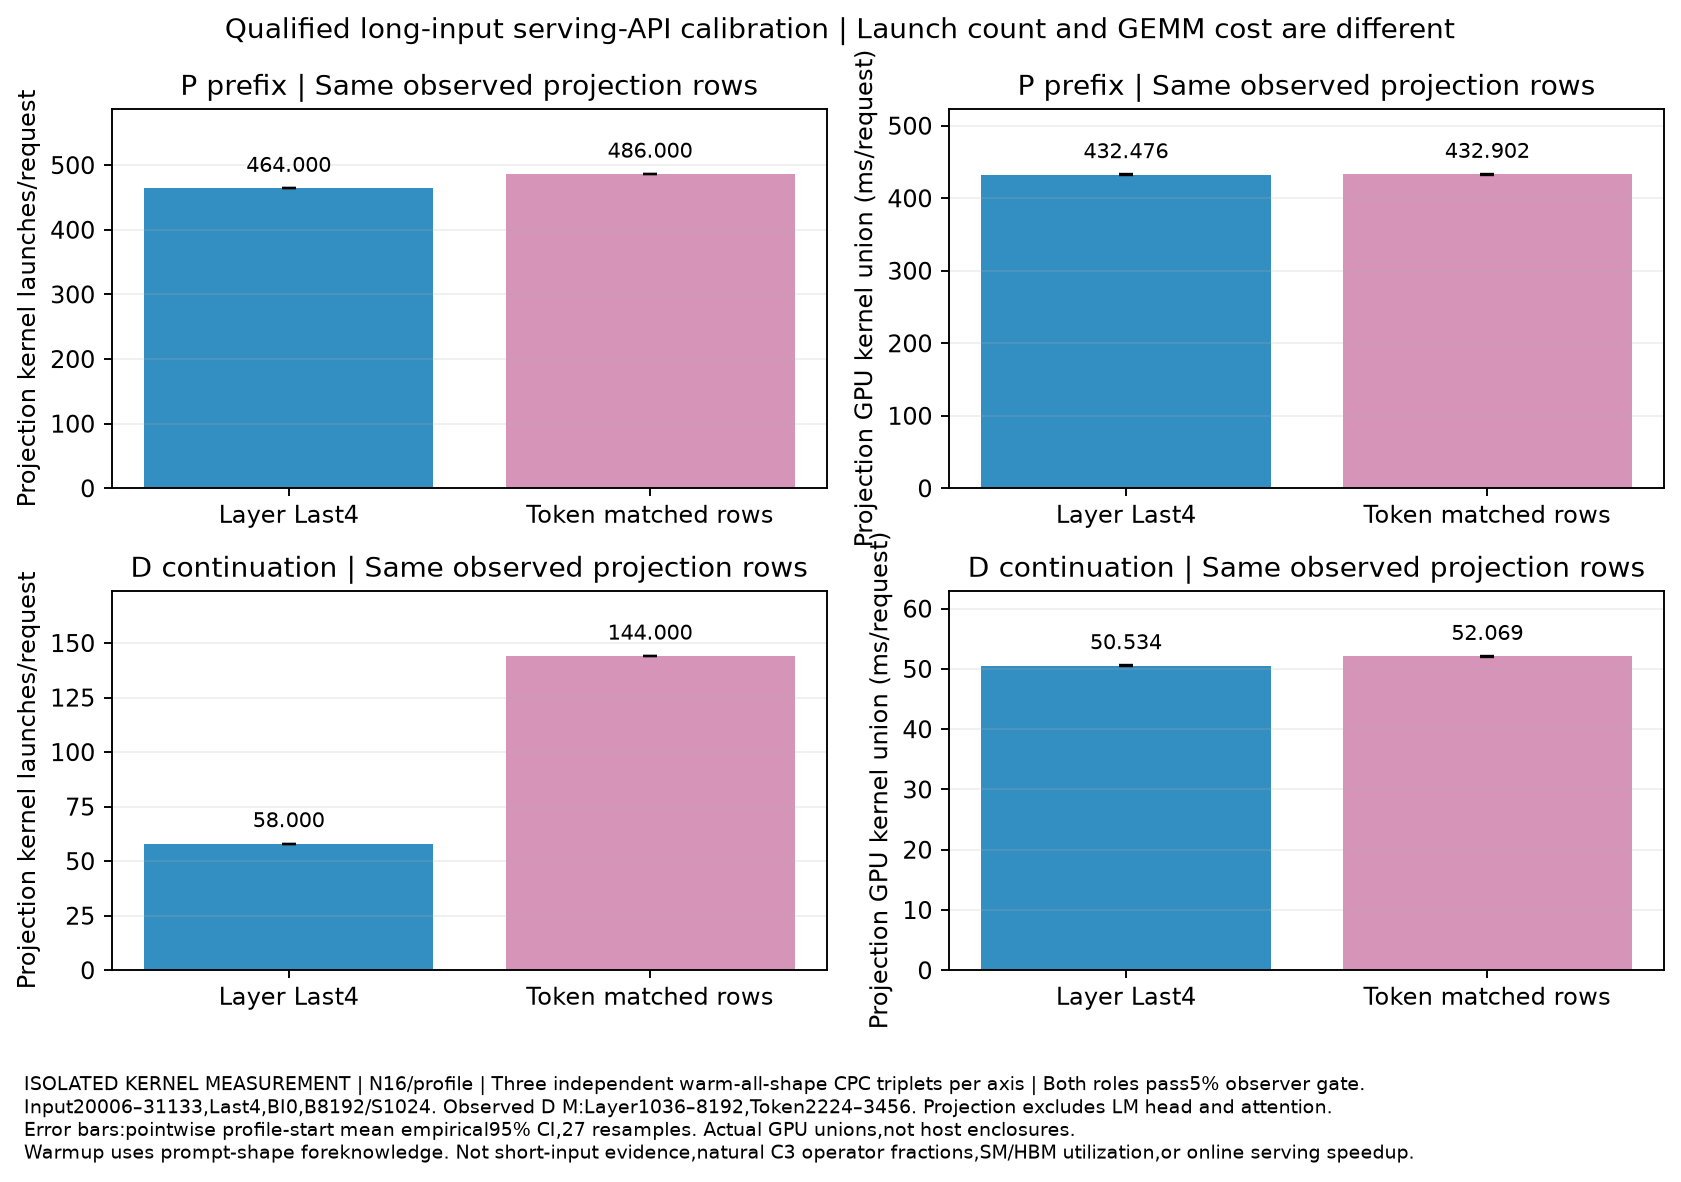 Qualified long-input serving-API calibration | Launch count and GEMM cost are different
P prefix | Same observed projection rows
Projection kernel launches/request
500
400
300
200
100
0
464.000
486.000
Layer Last4
Token matched rows
P prefix | Same observed projection rows
Projection GPU kernel union (ms/request)
500
400
300
200
100
0
432.476
432.902
Layer Last4
Token matched rows
D continuation | Same observed projection rows
Projection kernel launches/request
150
125
100
75
50
25
0
58.000
144.000
Layer Last4
Token matched rows
D continuation | Same observed projection rows
Projection GPU kernel union (ms/request)
60
50
40
30
20
10
0
50.534
52.069
Layer Last4
Token matched rows
ISOLATED KERNEL MEASUREMENT | N16/profile | Three independent warm-all-shape CPC triplets per axis | Both roles pass5% observer gate.
Input20006–31133,Last4,BI0,B8192/S1024. Observed D M:Layer1036–8192,Token2224–3456. Projection excludes LM head and attention.
Error bars:pointwise profile-start mean empirical95% CI,27 resamples. Actual GPU unions,not host enclosures.
Warmup uses prompt-shape foreknowledge. Not short-input evidence,natural C3 operator fractions,SM/HBM utilization,or online serving speedup.